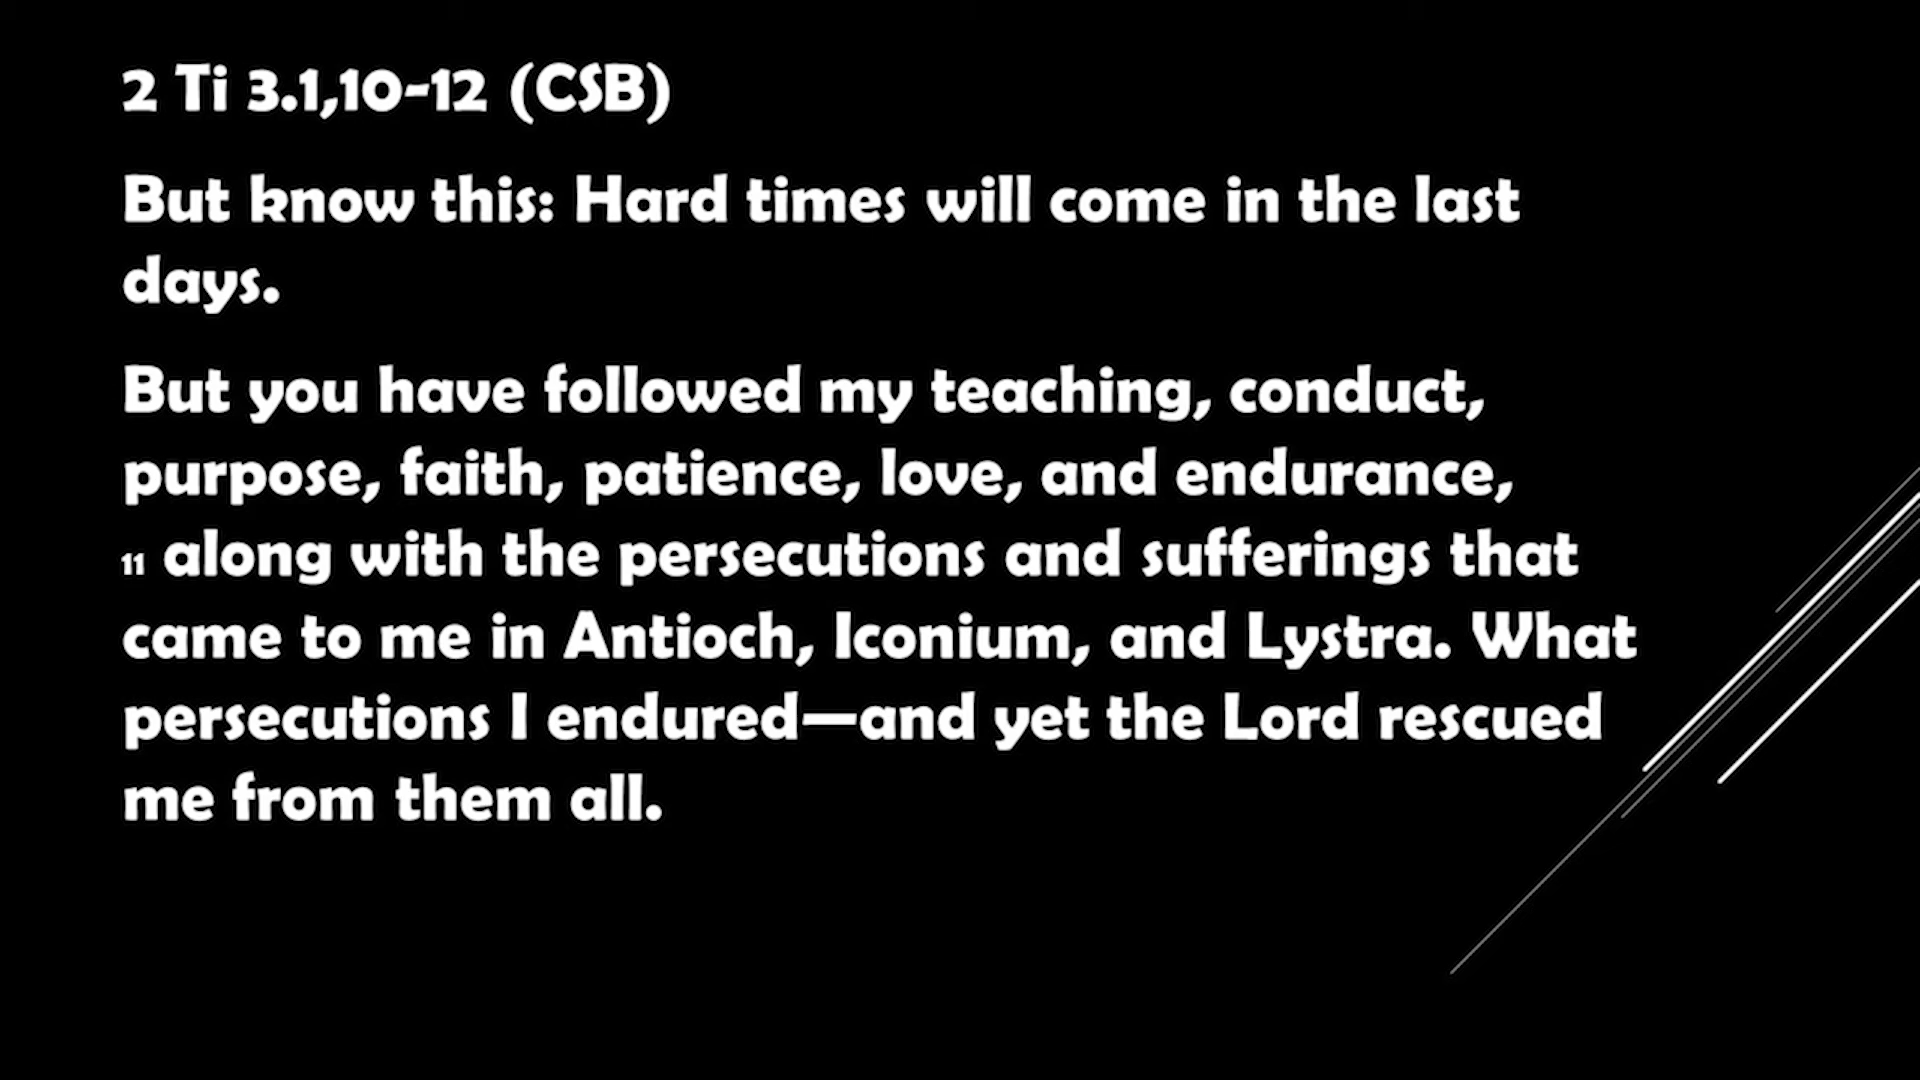 2 Ti 3.1,10-12 (CSB)
But know this: Hard times will come in the last
days.
But you have followed my teaching, conduct,
purpose, faith, patience, love, and endurance,
11 along with the persecutions and sufferings that
came to me in Antioch, Iconium, and Lystra. What
persecutions I endured—and yet the Lord rescued
me from them all.